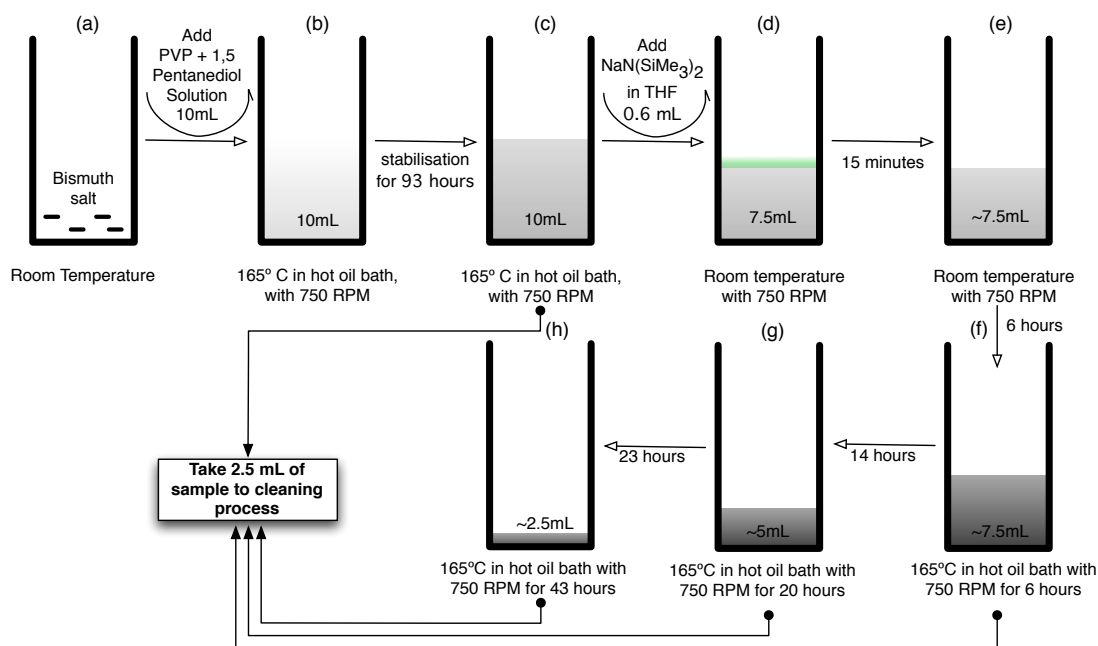 (a)
Bismuth
salt
Room Temperature
Add
PVP + 1,5
Pentanediol
Solution
10mL
(b)
10mL
165º C in hot oil bath,
with 750 RPM
stabilisation
for 93 hours
(c)
10mL
165º C in hot oil bath,
with 750 RPM
Add
NaN(SiMe3)2
in THF
0.6 mL
(d)
7.5mL
Room temperature
with 750 RPM
15 minutes
(e)
~7.5mL
Room temperature
with 750 RPM
6 hours
(f)
~7.5mL
165ºC in hot oil bath with
750 RPM for 6 hours
14 hours
(g)
~5mL
165ºC in hot oil bath with
750 RPM for 20 hours
23 hours
(h)
~2.5mL
165ºC in hot oil bath with
750 RPM for 43 hours
Take 2.5 mL of
sample to cleaning
process